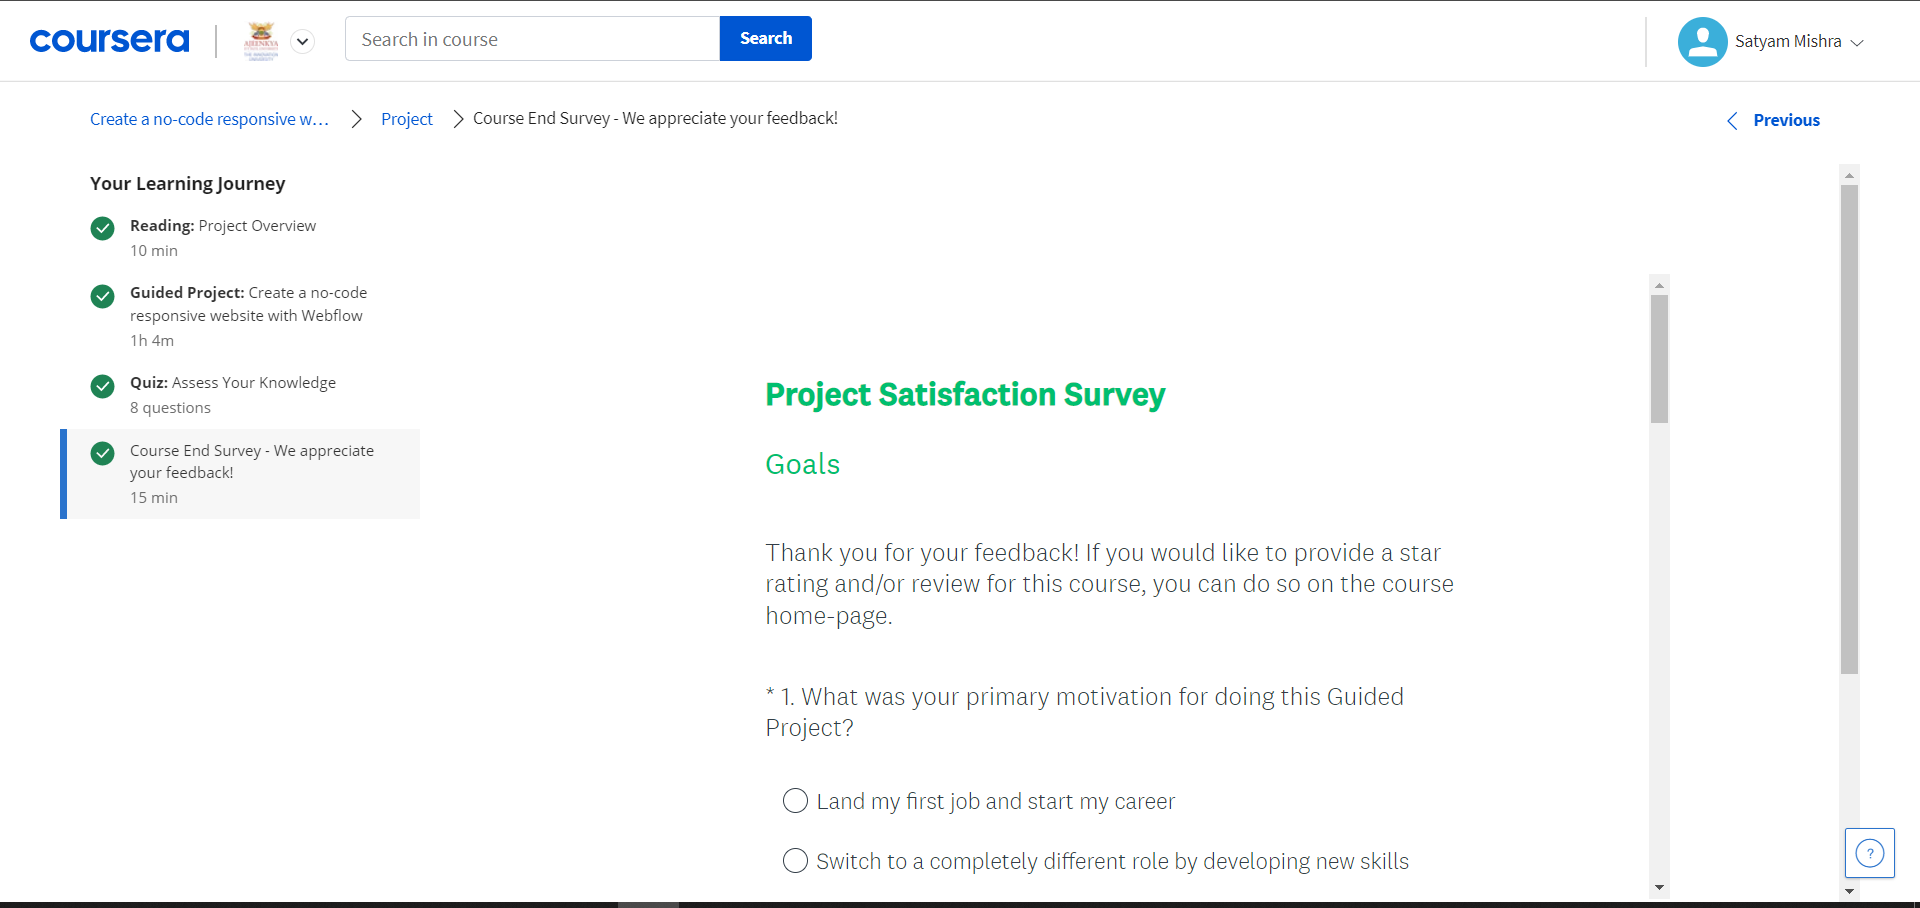 coursera
AJEENKYA
Search in course
Search
Satyam Mishra
Create a no-code responsive w...
Project
Course End Survey - We appreciate your feedback!
Previous
Your Learning Journey
Reading: Project Overview
10 min
Guided Project: Create a no-code
responsive website with Webflow
1h 4m
Quiz: Assess Your Knowledge
8 questions
Course End Survey - We appreciate
your feedback!
15 min
Project Satisfaction Survey
Goals
Thank you for your feedback! If you would like to provide a star
rating and/or review for this course, you can do so on the course
home-page.
* 1. What was your primary motivation for doing this Guided
Project?
Land my first job and start my career
Switch to a completely different role by developing new skills
?